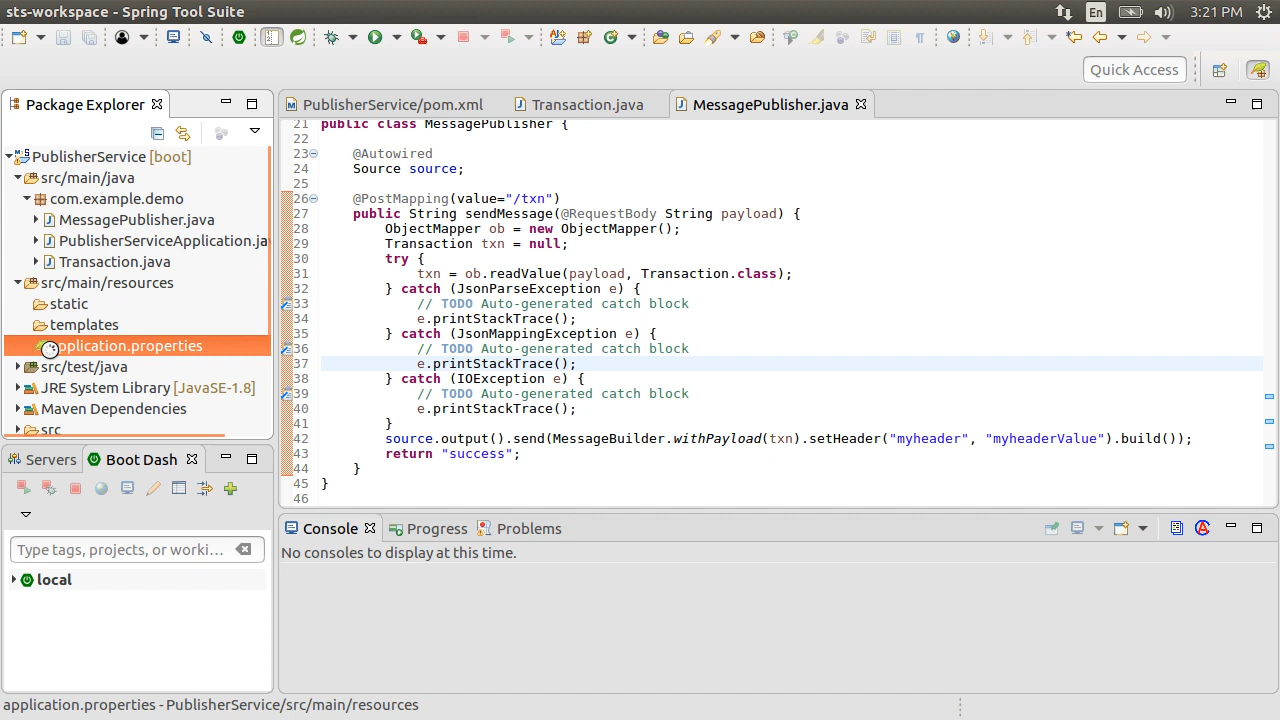 sts-workspace - Spring Tool Suite
En
3:21 PM
Quick Access
Package Explorer
PublisherService [boot]
src/main/java
com.example.demo
MessagePublisher.java
PublisherServiceApplication.ja
Transaction.java
src/main/resources
static
templates
pplication.properties
src/test/java
JRE System Library [JavaSE-1.8]
Maven Dependencies
src
Servers
Boot Dash
Type tags, projects, or worki...
local
PublisherService/pom.xml
Transaction.java
MessagePublisher.java
21 public class MessagePublisher {
22
23 @Autowired
24 Source source;
25
26 @PostMapping(value="/txn")
27 public String sendMessage(@RequestBody String payload) {
28 ObjectMapper ob = new ObjectMapper();
29 Transaction txn = null;
30 try {
31 txn = ob.readValue(payload, Transaction.class);
32 } catch (JsonParseException e) {
33 // TODO Auto-generated catch block
34 e.printStackTrace();
35 } catch (JsonMappingException e) {
36 // TODO Auto-generated catch block
37 e.printStackTrace();
38 } catch (IOException e) {
39 // TODO Auto-generated catch block
40 e.printStackTrace();
41 }
42 source.output().send(MessageBuilder.withPayload(txn).setHeader("myheader", "myheaderValue").build());
43 return "success";
44 }
45 }
46
Console
Progress
Problems
No consoles to display at this time.
application.properties - PublisherService/src/main/resources